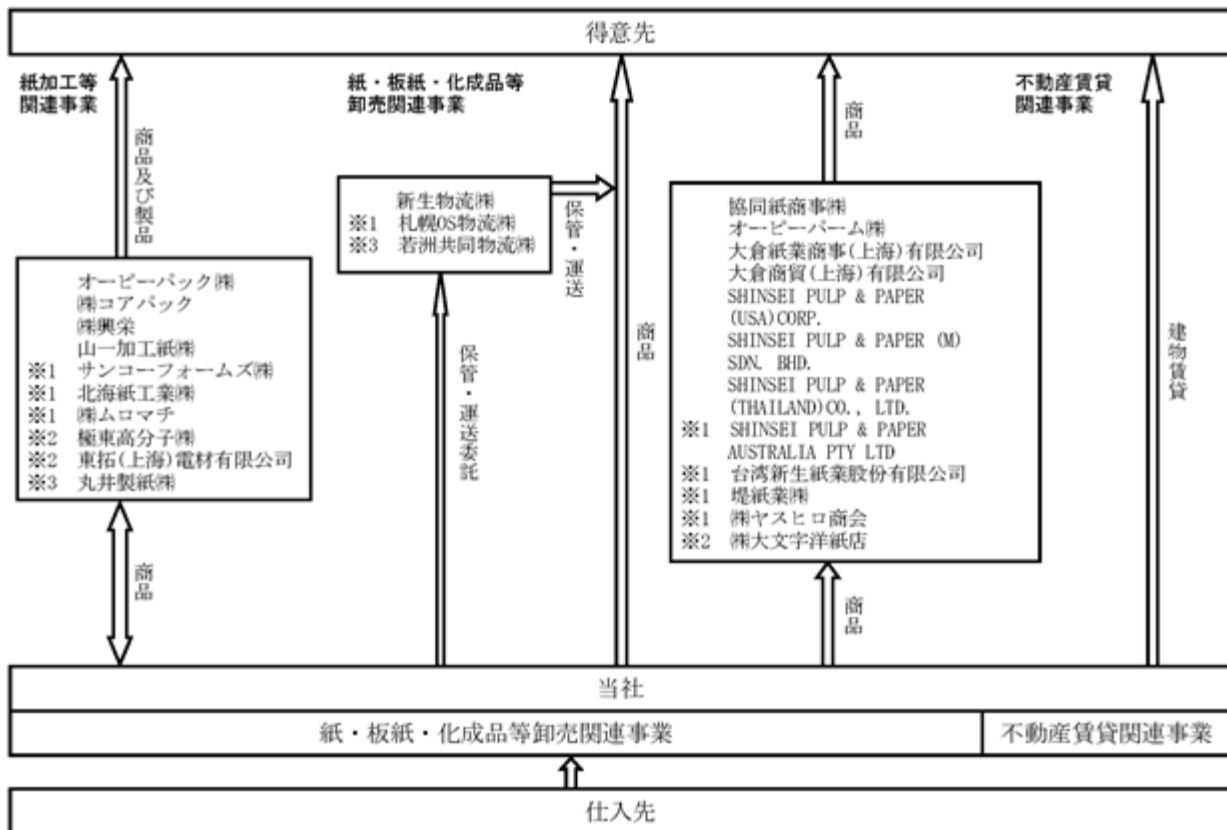 得意先
紙加工等
関連事業
商品及び製品
オーピーパック㈱
㈱コアパック
㈱興栄
山一加工紙㈱
※1 サンコーフォームズ㈱
※1 北海紙工業㈱
※1 ㈱ムロマチ
※2 極東高分子㈱
※2 東拓(上海)電材有限公司
※3 丸井製紙㈱
商品
紙・板紙・化成品等
卸売関連事業
新生物流㈱
※1 札幌OS物流㈱
※3 若洲共同物流㈱
保管・運送
保管・運送委託
商品
商品
協同紙商事㈱
オーピーパーム㈱
大倉紙業商事(上海)有限公司
大倉商貿(上海)有限公司
SHINSEI PULP & PAPER
(USA)CORP.
SHINSEI PULP & PAPER (M)
SDN. BHD.
SHINSEI PULP & PAPER
(THAILAND)CO., LTD.
※1 SHINSEI PULP & PAPER
AUSTRALIA PTY LTD
※1 台湾新生紙業股份有限公司
※1 堤紙業㈱
※1 ㈱ヤスヒロ商会
※2 ㈱大文字洋紙店
商品
不動産賃貸
関連事業
建物賃貸
当社
紙・板紙・化成品等卸売関連事業
不動産賃貸関連事業
仕入先